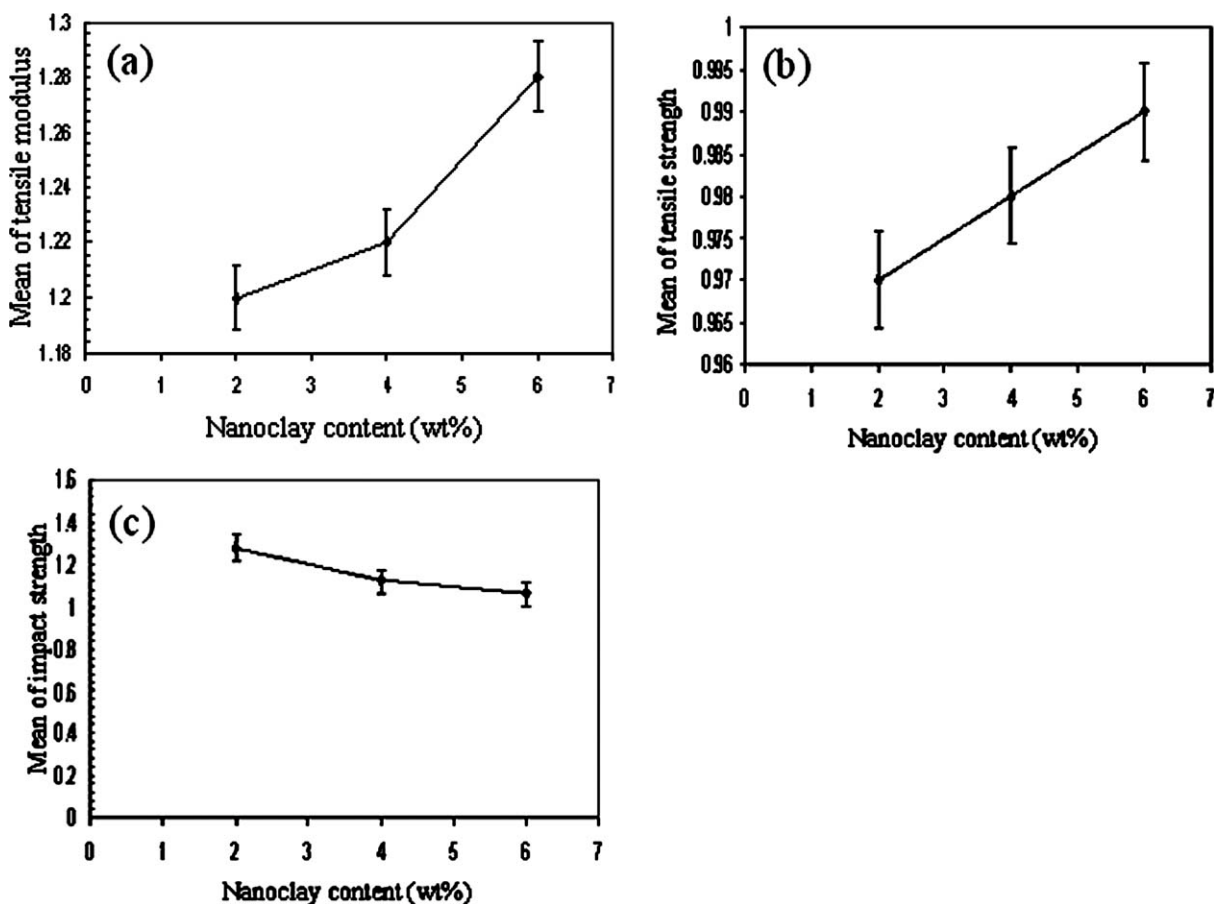 (a)
Mean of tensile modulus
1.3
1.28
1.26
1.24
1.22
1.2
1.18
0 1 2 3 4 5 6 7
Nanoclay content (wt%)
(b)
Mean of tensile strength
1
0.995
0.99
0.985
0.98
0.975
0.97
0.965
0.96
0 1 2 3 4 5 6 7
Nanoclay content (wt%)
(c)
Mean of impact strength
1.6
1.4
1.2
1
0.8
0.6
0.4
0.2
0
0 1 2 3 4 5 6 7
Nanoclay content (wt%)